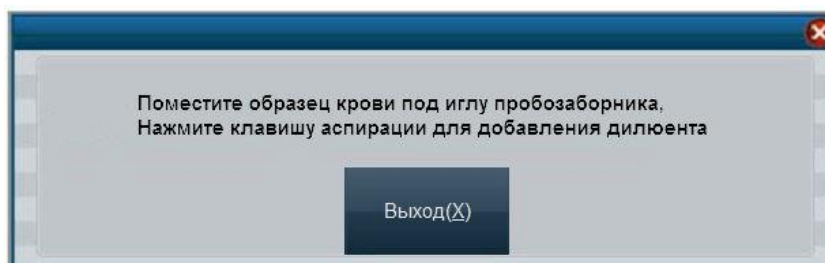 Поместите образец крови под иглу пробозаборника,
Нажмите клавишу аспирации для добавления дилюента
Выход(X)